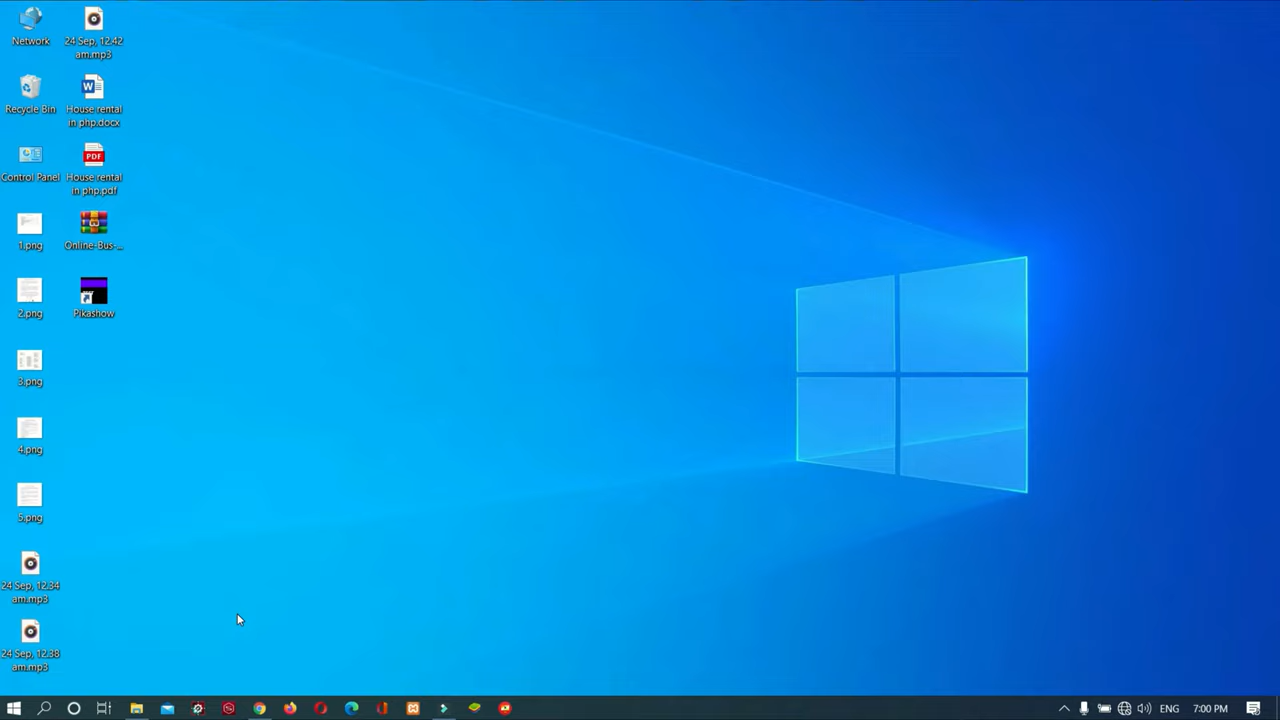 Network
24 Sep, 12.42
am.mp3
Recycle Bin
House rental
in php.docx
Control Panel
PDF
House rental
in php.pdf
1.png
Online-Bus-...
2.png
Pikashow
3.png
4.png
5.png
24 Sep, 12.34
am.mp3
24 Sep, 12.38
am.mp3
ENG
7:00 PM